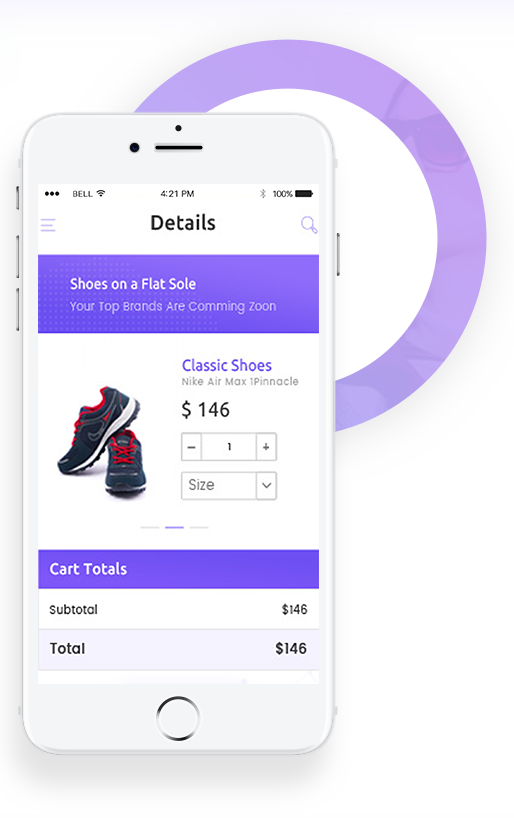 BELL 4:21 PM 100%
Details
Shoes on a Flat Sole
Your Top Brands Are Comming Zoon
Classic Shoes
Nike Air Max 1Pinnacle
$ 146
− 1 +
Size
Cart Totals
Subtotal $146
Total $146